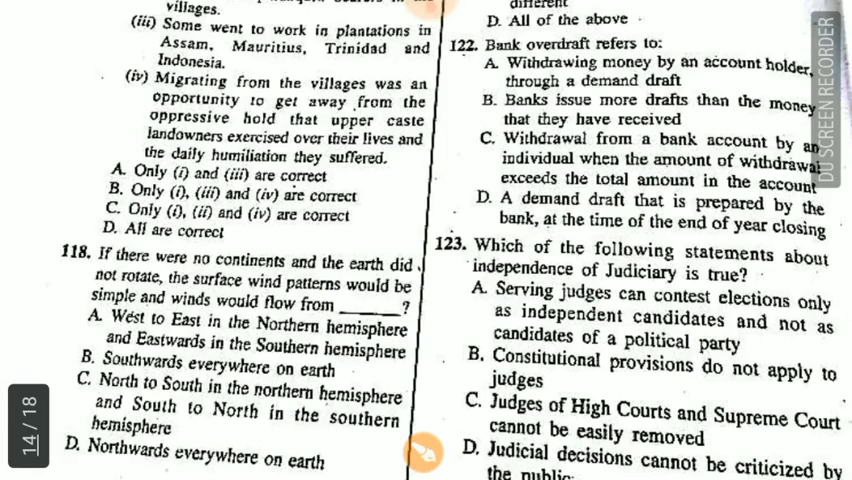 villages.
(iii) Some went to work in plantations in
Assam, Mauritius, Trinidad and
Indonesia.
(iv) Migrating from the villages was an
opportunity to get away from the
oppressive hold that upper caste
landowners exercised over their lives and
the daily humiliation they suffered.
A. Only (i) and (iii) are correct
B. Only (i), (iii) and (iv) are correct
C. Only (i), (ii) and (iv) are correct
D. All are correct
118. If there were no continents and the earth did
not rotate, the surface wind patterns would be
simple and winds would flow from ______?
A. West to East in the Northern hemisphere
and Eastwards in the Southern hemisphere
B. Southwards everywhere on earth
C. North to South in the northern hemisphere
and South to North in the southern
hemisphere
D. Northwards everywhere on earth
different
D. All of the above
122. Bank overdraft refers to:
A. Withdrawing money by an account holder,
through a demand draft
B. Banks issue more drafts than the money
that they have received
C. Withdrawal from a bank account by an
individual when the amount of withdrawal
exceeds the total amount in the account
D. A demand draft that is prepared by the
bank, at the time of the end of year closing
123. Which of the following statements about
independence of Judiciary is true?
A. Serving judges can contest elections only
as independent candidates and not as
candidates of a political party
B. Constitutional provisions do not apply to
judges
C. Judges of High Courts and Supreme Court
cannot be easily removed
D. Judicial decisions cannot be criticized by
the public.
14 / 18
DU SCREEN RECORDER